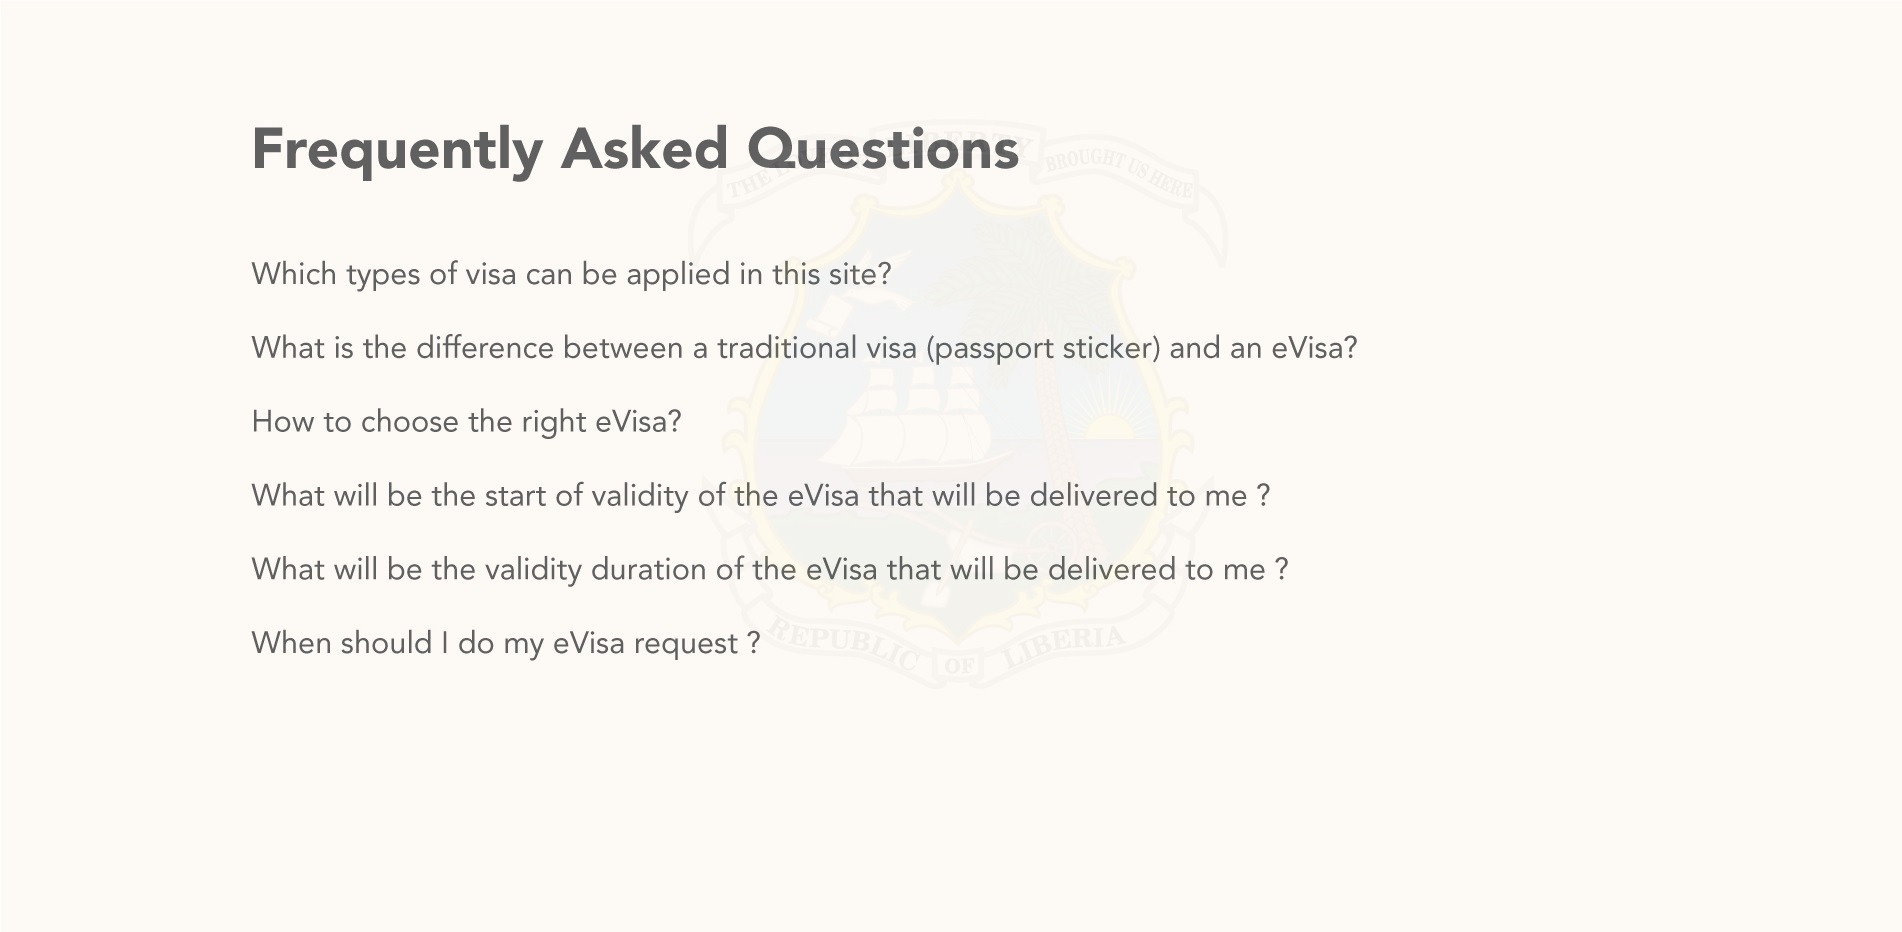 Frequently Asked Questions
THE LOVE OF LIBERTY BROUGHT US HERE
Which types of visa can be applied in this site?
What is the difference between a traditional visa (passport sticker) and an eVisa?
How to choose the right eVisa?
What will be the start of validity of the eVisa that will be delivered to me ?
What will be the validity duration of the eVisa that will be delivered to me ?
When should I do my eVisa request ?
REPUBLIC OF LIBERIA